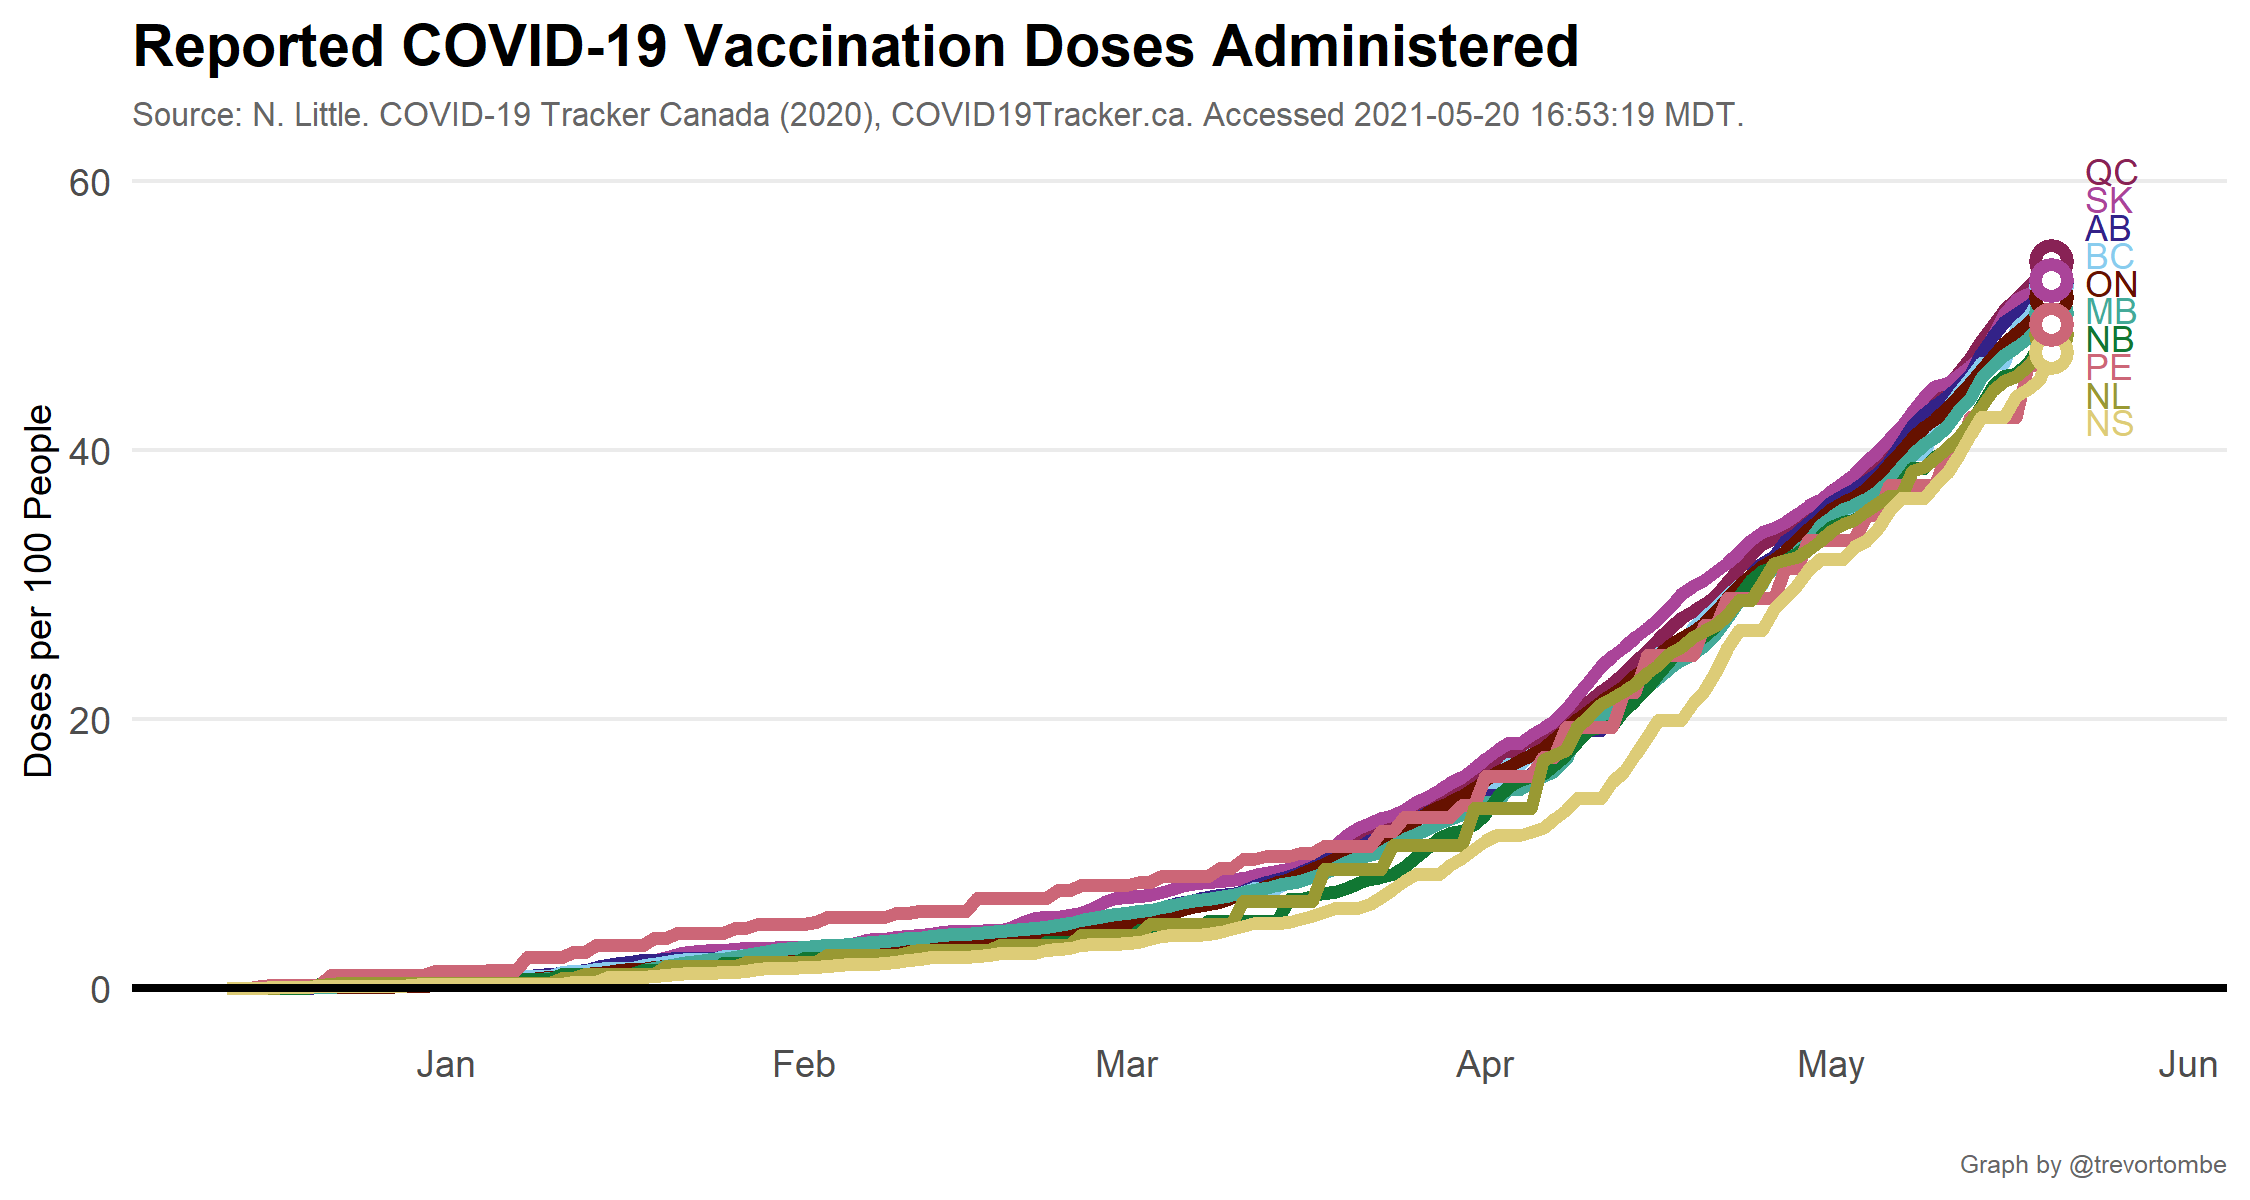 Reported COVID-19 Vaccination Doses Administered
Source: N. Little. COVID-19 Tracker Canada (2020), COVID19Tracker.ca. Accessed 2021-05-20 16:53:19 MDT.
Doses per 100 People
60
40
20
0
QC
SK
AB
BC
ON
MB
NB
PE
NL
NS
Jan Feb Mar Apr May Jun
Graph by @trevortombe